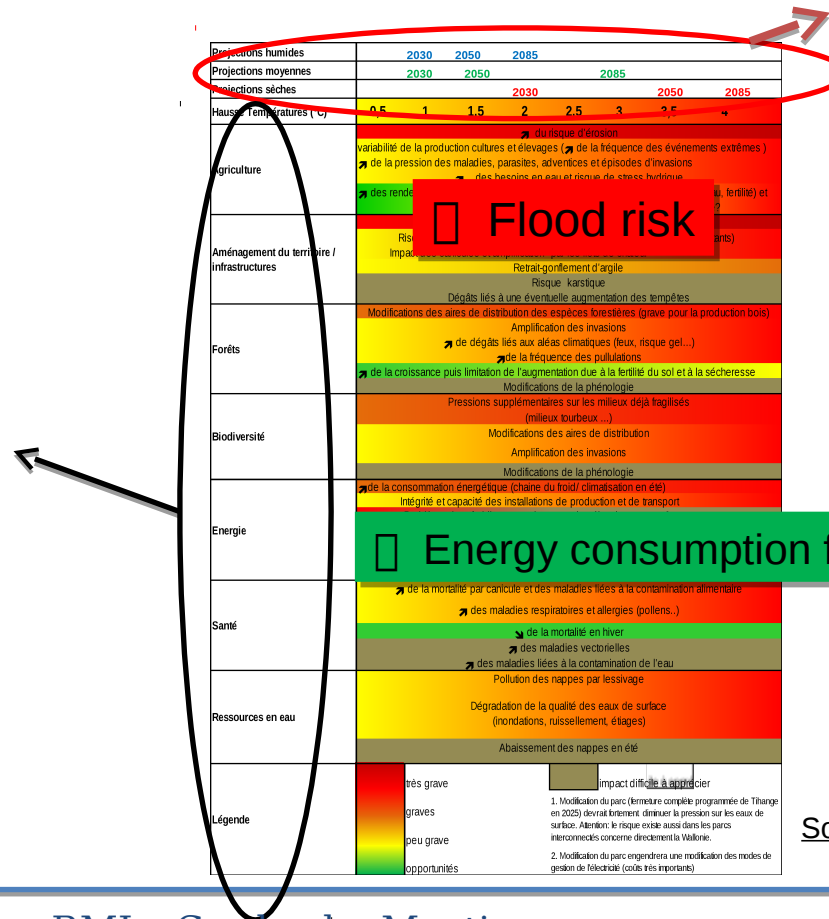 Projections humides 2030 2050 2085
Projections moyennes 2030 2050 2085
Projections sèches 2030 2050 2085
Hausse Températures (°C) 0,5 1 1,5 2 2,5 3 3,5 4
Agriculture
du risque d'érosion
variabilité de la production cultures et élevages ( de la fréquence des événements extrêmes )
de la pression des maladies, parasites, adventices et épisodes d'invasions
des besoins en eau et risque de stress hydrique
des fertilité) et
Flood risk
Aménagement du territoire /
infrastructures
Retrait-gonflement d'argile
Risque karstique
Dégâts liés à une éventuelle augmentation des tempêtes
Forêts
Modifications des aires de distribution des espèces forestières (grave pour la production bois)
Amplification des invasions
de dégâts liés aux aléas climatiques (feux, risque gel…)
de la fréquence des pullulations
de la croissance puis limitation de l'augmentation due à la fertilité du sol et à la sécheresse
Modifications de la phénologie
Biodiversité
Pressions supplémentaires sur les milieux déjà fragilisés
(milieux tourbeux …)
Modifications des aires de distribution
Amplification des invasions
Modifications de la phénologie
Energie
de la consommation énergétique (chaine du froid/ climatisation en été)
Intégrité et capacité des installations de production et de transport
Energy consumption
Santé
de la mortalité par canicule et des maladies liées à la contamination alimentaire
des maladies respiratoires et allergies (pollens..)
de la mortalité en hiver
des maladies vectorielles
des maladies liées à la contamination de l'eau
Ressources en eau
Pollution des nappes par lessivage
Dégradation de la qualité des eaux de surface
(inondations, ruissellement, étiages)
Abaissement des nappes en été
Légende
très grave
graves
peu grave
opportunités
impact difficile à apprécier
1. Modification du parc (fermeture complète programmée de Tihange
en 2025) devrait fortement diminuer la pression sur les eaux de
surface. Attention: le risque existe aussi dans les parcs
interconnectés concerne directement la Wallonie.
2. Modification du parc engendrera une modification des modes de
gestion de l'électricité (coûts très importants)
So